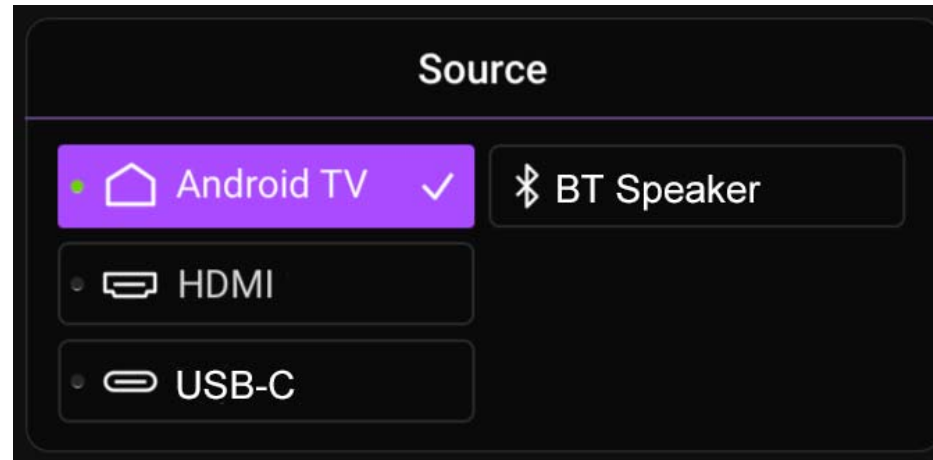 Source
Android TV
BT Speaker
HDMI
USB-C